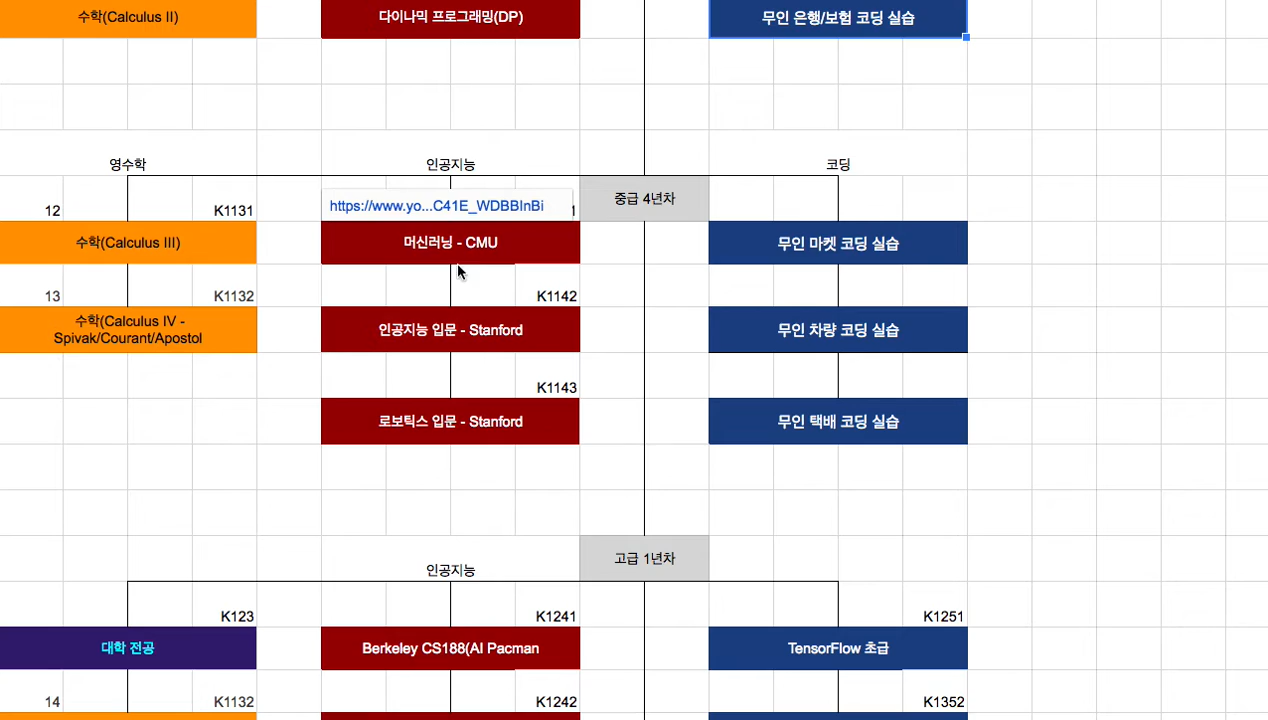 수학(Calculus II)
다이나믹 프로그래밍(DP)
무인 은행/보험 코딩 실습
영수학
인공지능
코딩
중급 4년차
12
K1131
https://www.yo...C41E_WDBBInBi
1
수학(Calculus III)
머신러닝 - CMU
무인 마켓 코딩 실습
13
K1132
K1142
수학(Calculus IV -
Spivak/Courant/Apostol
인공지능 입문 - Stanford
무인 차량 코딩 실습
K1143
로보틱스 입문 - Stanford
무인 택배 코딩 실습
고급 1년차
인공지능
K123
K1241
K1251
대학 전공
Berkeley CS188(AI Pacman
TensorFlow 초급
14
K1132
K1242
K1352